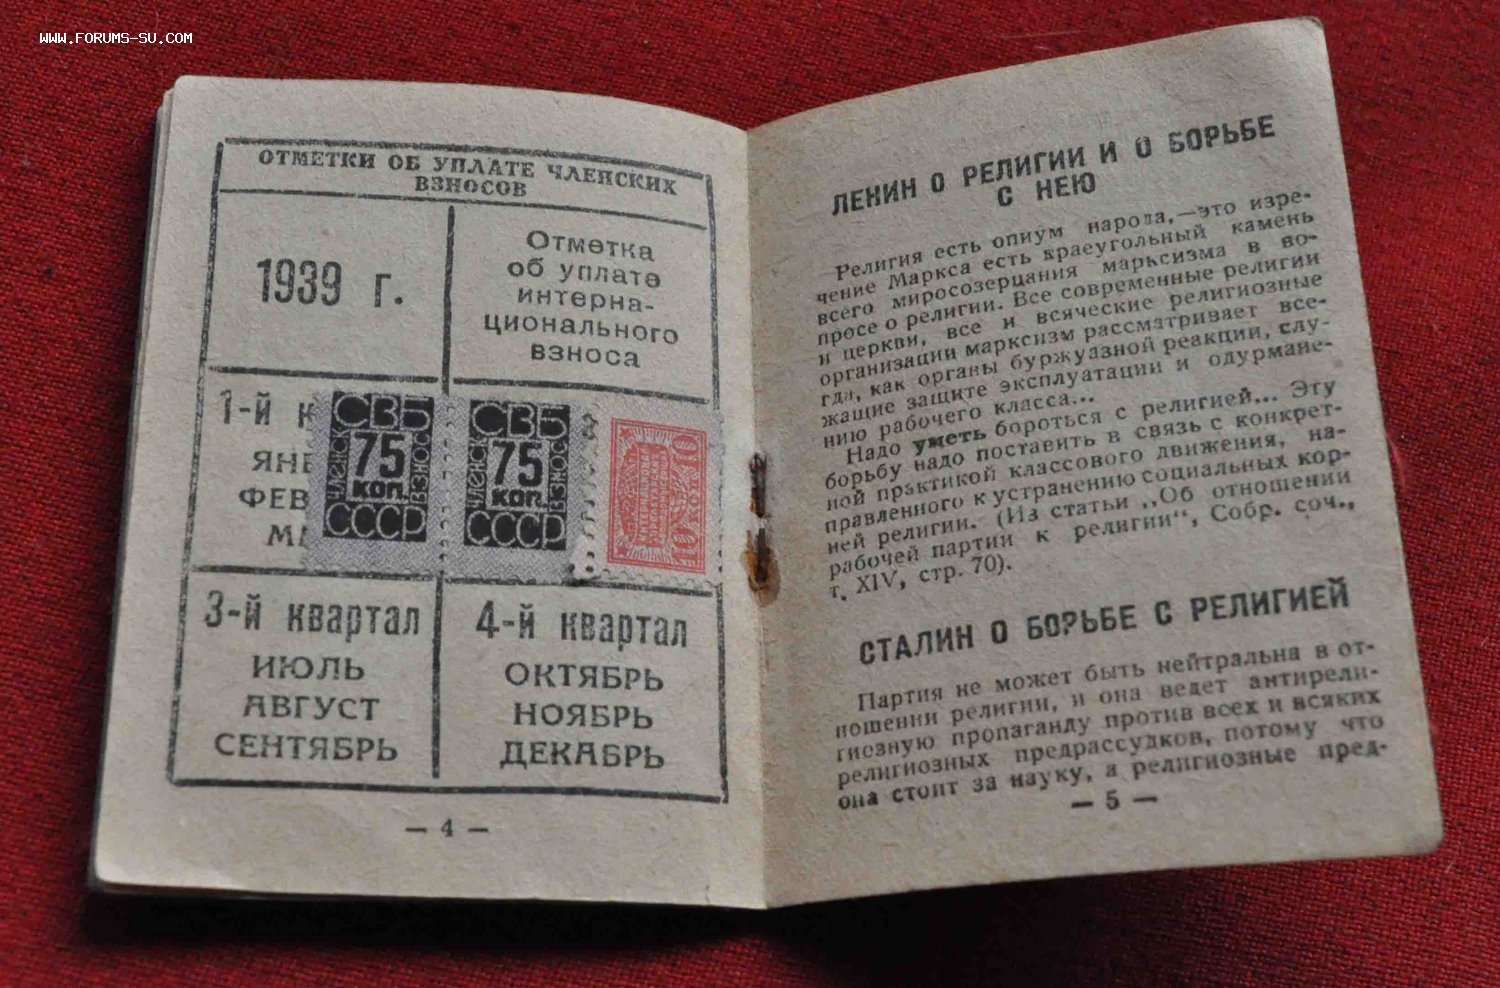 WWW.FORUMS-SU.COM
ОТМЕТКИ ОБ УПЛАТЕ ЧЛЕНСКИХ
ВЗНОСОВ
1939 г.
Отметка
об уплате
интерна-
ционального
взноса
1-й к
ЯНВ
ФЕВ
МА
СВБ
ЧЛЕНСК
75
КОП.
ВЗНОС
СССР
СВБ
ЧЛЕНСК
75
КОП.
ВЗНОС
СССР
10 ЗОЛОТО 10
3-й квартал
ИЮЛЬ
АВГУСТ
СЕНТЯБРЬ
4-й квартал
ОКТЯБРЬ
НОЯБРЬ
ДЕКАБРЬ
— 4 —
ЛЕНИН О РЕЛИГИИ И О БОРЬБЕ
С НЕЮ
Религия есть опиум народа,—это изре-
чение Маркса есть краеугольный камень
всего миросозерцания марксизма в во-
просе о религии. Все современные религии
и церкви, все и всяческие религиозные
организации марксизм рассматривает все-
гда, как органы буржуазной реакции, слу-
жащие защите эксплуатации и одурмане-
нию рабочего класса...
Надо уметь бороться с религией... Эту
борьбу надо поставить в связь с конкрет-
ной практикой классового движения, на-
правленного к устранению социальных кор-
ней религии. (Из статьи „Об отношении
рабочей партии к религии“, Собр. соч.,
т. XIV, стр. 70).
СТАЛИН О БОРЬБЕ С РЕЛИГИЕЙ
Партия не может быть нейтральна в от-
ношении религии, и она ведет антирели-
гиозную пропаганду против всех и всяких
религиозных предрассудков, потому что
она стоит за науку, а религиозные пред-
— 5 —